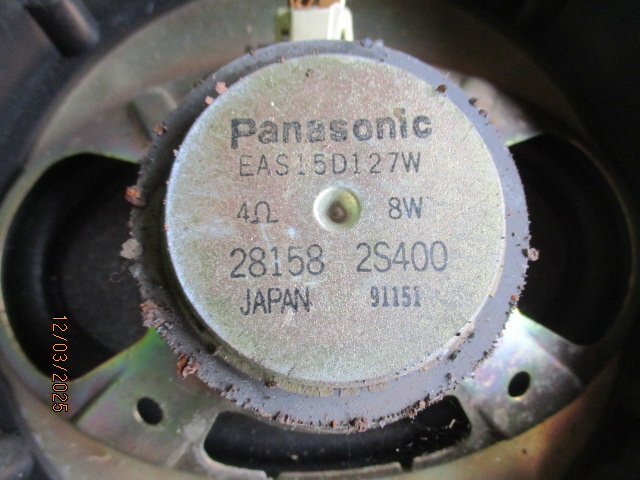 Panasonic
EAS15D127W
4Ω 8W
28158 2S400
JAPAN 91151
12/03/2025